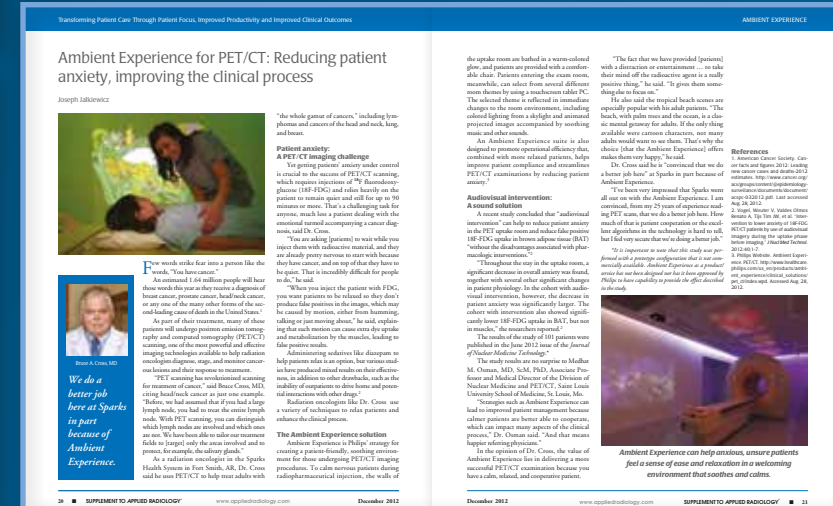 Transforming Patient Care Through Patient Focus, Improved Productivity and Improved Clinical Outcomes
Ambient Experience for PET/CT: Reducing patient
anxiety, improving the clinical process
Joseph Jalkiewicz
Few words strike fear into a person like the
words, "You have cancer."
An estimated 1.64 million people will hear
those words this year as they receive a diagnosis of
breast cancer, prostate cancer, head/neck cancer,
or any one of the many other forms of the sec-
ond-leading cause of death in the United States.¹
As part of their treatment, many of these
patients will undergo positron emission tomog-
raphy and computed tomography (PET/CT)
scanning, one of the most powerful and effective
imaging technologies available to help radiation
oncologists diagnose, stage, and monitor cancer-
ous lesions and their response to treatment.
"PET scanning has revolutionized scanning
for treatment of cancer," said Bruce Cross, MD,
citing head/neck cancer as just one example.
"Before, we had assumed that if you had a large
lymph node, you had to treat the entire lymph
node. With PET scanning, you can distinguish
which lymph nodes are involved and which ones
are not. We have been able to tailor our treatment
fields to [target] only the areas involved and to
protect, for example, the salivary glands."
As a radiation oncologist in the Sparks
Health System in Fort Smith, AR, Dr. Cross
said he uses PET/CT to help treat adults with
Bruce A. Cross, MD
We do a
better job
here at Sparks
in part
because of
Ambient
Experience.
"the whole gamut of cancers," including lym-
phomas and cancers of the head and neck, lung,
and breast.
Patient anxiety:
A PET/CT imaging challenge
Yet getting patients' anxiety under control
is crucial to the success of PET/CT scanning,
which requires injections of ¹⁸F fluorodeoxy-
glucose (18F-FDG) and relies heavily on the
patient to remain quiet and still for up to 90
minutes or more. That's a challenging task for
anyone, much less a patient dealing with the
emotional turmoil accompanying a cancer diag-
nosis, said Dr. Cross.
"You are asking [patients] to wait while you
inject them with radioactive material, and they
are already pretty nervous to start with because
they have cancer, and on top of that they have to
be quiet. That is incredibly difficult for people
to do," he said.
"When you inject the patient with FDG,
you want patients to be relaxed so they don't
produce false positives in the images, which may
be caused by motion, either from humming,
talking or just moving about," he said, explain-
ing that such motion can cause extra dye uptake
and metabolization by the muscles, leading to
false positive results.
Administering sedatives like diazepam to
help patients relax is an option, but various stud-
ies have produced mixed results on their effective-
ness, in addition to other drawbacks, such as the
inability of outpatients to drive home and poten-
tial interactions with other drugs.²
Radiation oncologists like Dr. Cross use
a variety of techniques to relax patients and
enhance the clinical process.
The Ambient Experience solution
Ambient Experience is Philips' strategy for
creating a patient-friendly, soothing environ-
ment for those undergoing PET/CT imaging
procedures. To calm nervous patients during
radiopharmaceutical injection, the walls of
20 ■ SUPPLEMENT TO APPLIED RADIOLOGY
www.appliedradiology.com
December 2012
AMBIENT EXPERIENCE
the uptake room are bathed in a warm-colored
glow, and patients are provided with a comfort-
able chair. Patients entering the exam room,
meanwhile, can select from several different
room themes by using a touchscreen tablet PC.
The selected theme is reflected in immediate
changes to the room environment, including
colored lighting from a skylight and animated
projected images accompanied by soothing
music and other sounds.
An Ambient Experience suite is also
designed to promote operational efficiency that,
combined with more relaxed patients, helps
improve patient compliance and streamlines
PET/CT examinations by reducing patient
anxiety.³
Audiovisual intervention:
A sound solution
A recent study concluded that "audiovisual
intervention" can help to reduce patient anxiety
in the PET uptake room and reduce false positive
18F-FDG uptake in brown adipose tissue (BAT)
"without the disadvantages associated with phar-
macologic interventions."²
"Throughout the stay in the uptake room, a
significant decrease in overall anxiety was found,
together with several other significant changes
in patient physiology. In the cohort with audio-
visual intervention, however, the decrease in
patient anxiety was significantly larger. The
cohort with intervention also showed signifi-
cantly lower 18F-FDG uptake in BAT, but not
in muscles," the researchers reported.²
The results of the study of 101 patients were
published in the June 2012 issue of the Journal
of Nuclear Medicine Technology.*
The study results are no surprise to Medhat
M. Osman, MD, ScM, PhD, Associate Pro-
fessor and Medical Director of the Division of
Nuclear Medicine and PET/CT, Saint Louis
University School of Medicine, St. Louis, Mo.
"Strategies such as Ambient Experience can
lead to improved patient management because
calmer patients are better able to cooperate,
which can impact many aspects of the clinical
process," Dr. Osman said. "And that means
happier referring physicians."
In the opinion of Dr. Cross, the value of
Ambient Experience lies in delivering a more
successful PET/CT examination because you
have a calm, relaxed, and cooperative patient.
"The fact that we have provided [patients]
with a distraction or entertainment … to take
their mind off the radioactive agent is a really
positive thing," he said. "It gives them some-
thing else to focus on."
He also said the tropical beach scenes are
especially popular with his adult patients. "The
beach, with palm trees and the ocean, is a clas-
sic mental getaway for adults. If the only thing
available were cartoon characters, not many
adults would want to see them. That's why the
choice [that the Ambient Experience] offers
makes them very happy," he said.
Dr. Cross said he is "convinced that we do
a better job here" at Sparks in part because of
Ambient Experience.
"I've been very impressed that Sparks went
all out on with the Ambient Experience. I am
convinced, from my 25 years of experience read-
ing PET scans, that we do a better job here. How
much of that is patient cooperation or the excel-
lent algorithms in the technology is hard to tell,
but I feel very secure that we're doing a better job."
*It is important to note that this study was per-
formed with a prototype configuration that is not com-
mercially available. Ambient Experience as a product/
service has not been designed nor has it been approved by
Philips to have capability to provide the effect described
in the study.
References
1. American Cancer Society. Can-
cer facts and figures 2012: Leading
new cancer cases and deaths-2012
estimates. http://www.cancer.org/
acs/groups/content/@epidemiology-
surveilance/documents/document/
acspc-032012.pdf. Last accessed
Aug. 28, 2012.
2. Vogel, Wouter V, Valdés Olmos
Renato A, Tijs Tim JW, et al. "Inter-
vention to lower anxiety of 18F-FDG
PET/CT patients by use of audiovisual
imagery during the uptake phase
before imaging." J Nucl Med Technol.
2012;40:1-7.
3. Philips Website. Ambient Experi-
ence PET/CT. http://www.healthcare.
philips.com/us_en/products/ambi-
ent_experience/clinical_solutions/
pet_ct/index.wpd. Accessed Aug. 28,
2012.
Ambient Experience can help anxious, unsure patients
feel a sense of ease and relaxation in a welcoming
environment that soothes and calms.
December 2012
www.appliedradiology.com
SUPPLEMENT TO APPLIED RADIOLOGY ■ 21